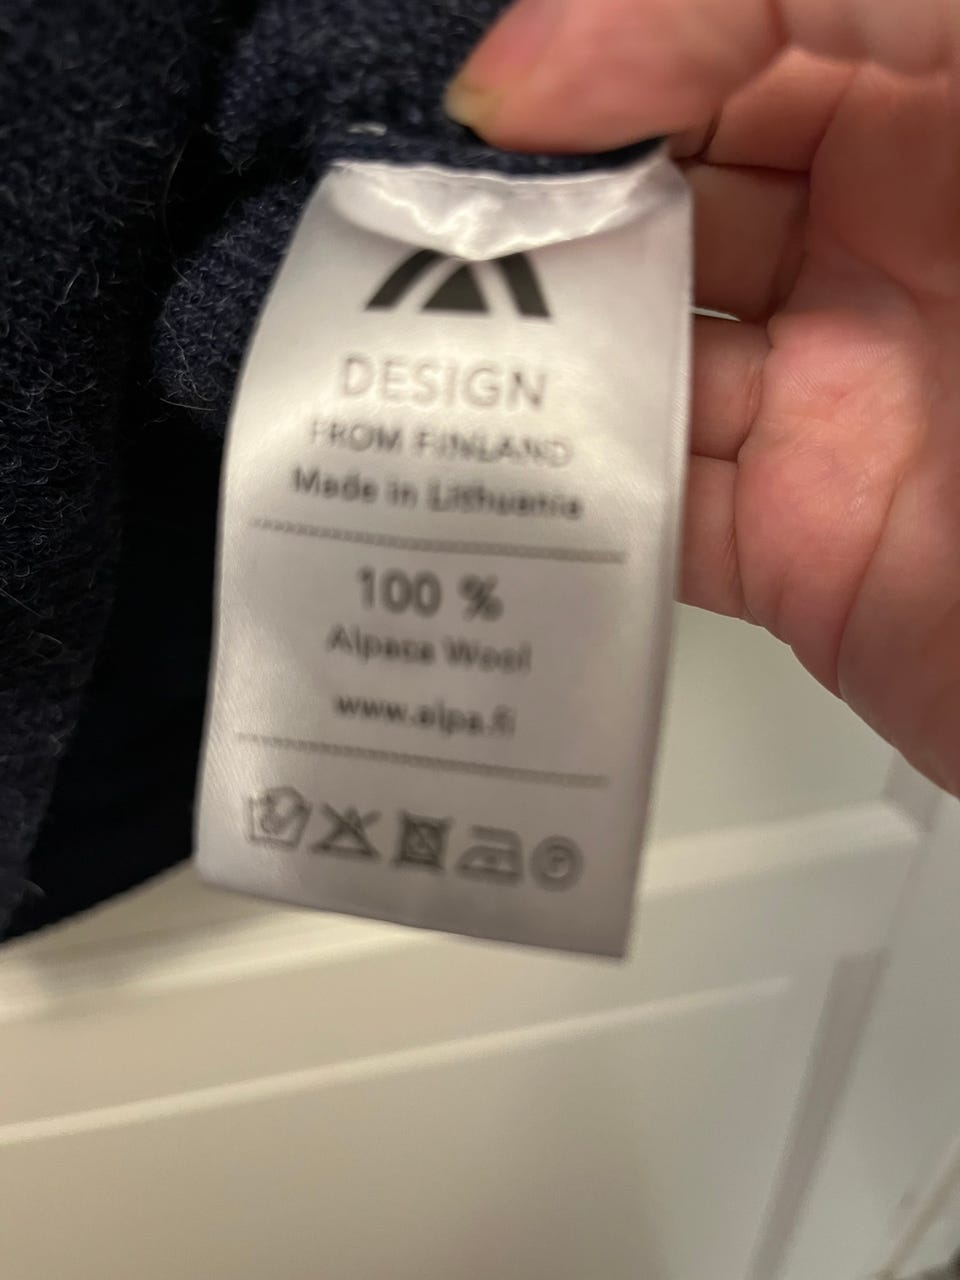 DESIGN
FROM FINLAND
Made in Lithuania
100 %
Alpaca Wool
www.alpa.fi
P